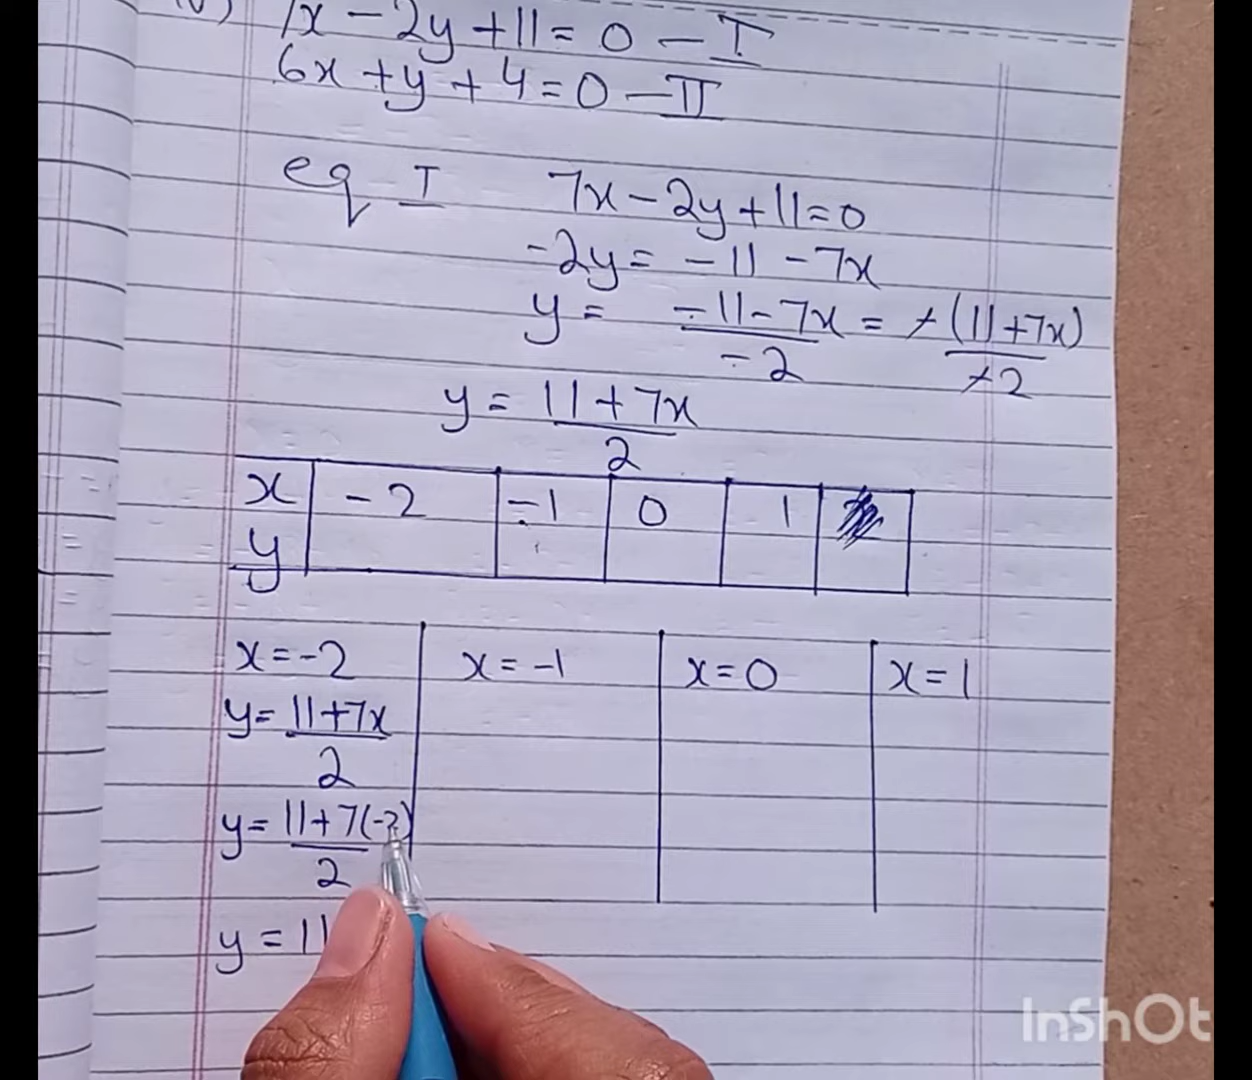 7x - 2y + 11 = 0 - I
6x + y + 4 = 0 - II
eq I 7x - 2y + 11 = 0
-2y = -11 - 7x
y = -11 - 7x / -2 = -(11 + 7x) / -2
y = 11 + 7x / 2
x -2 -1 0 1
y
x = -2 x = -1 x = 0 x = 1
y = 11 + 7x / 2
y = 11 + 7(-2) / 2
y = 11
InShOt